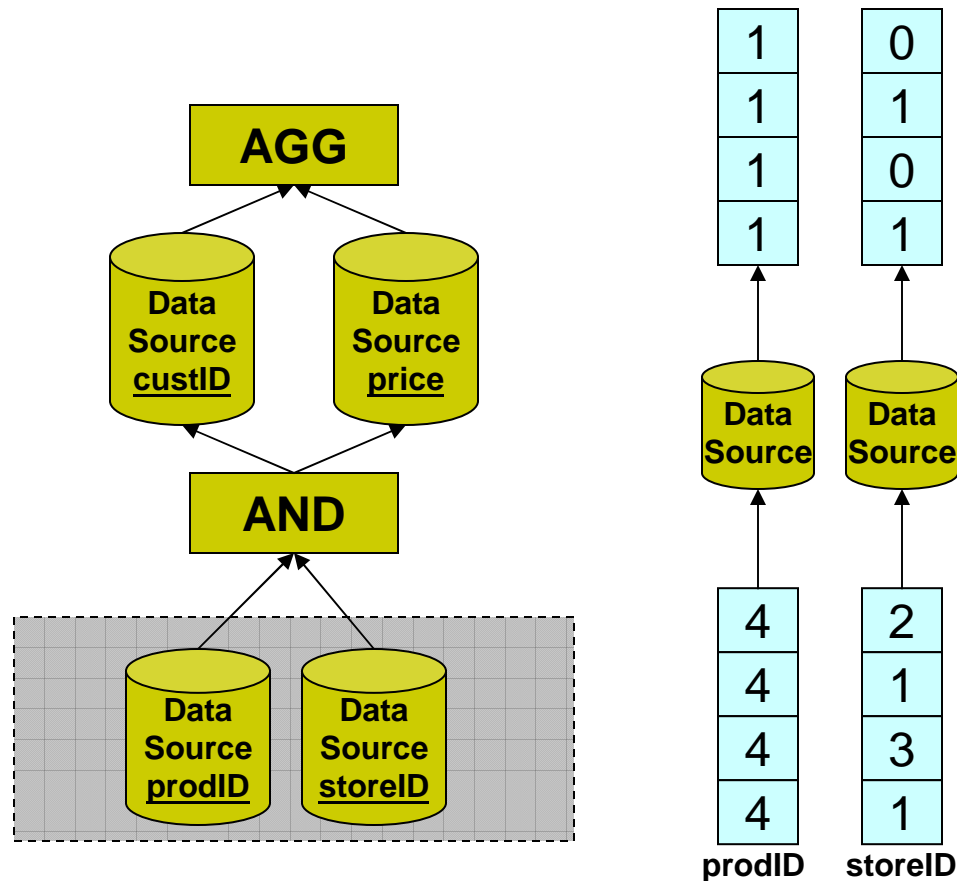 AGG
Data
Source
custID
Data
Source
price
AND
Data
Source
prodID
Data
Source
storeID
1
1
1
1
0
1
0
1
Data
Source
Data
Source
4
4
4
4
prodID
2
1
3
1
storeID